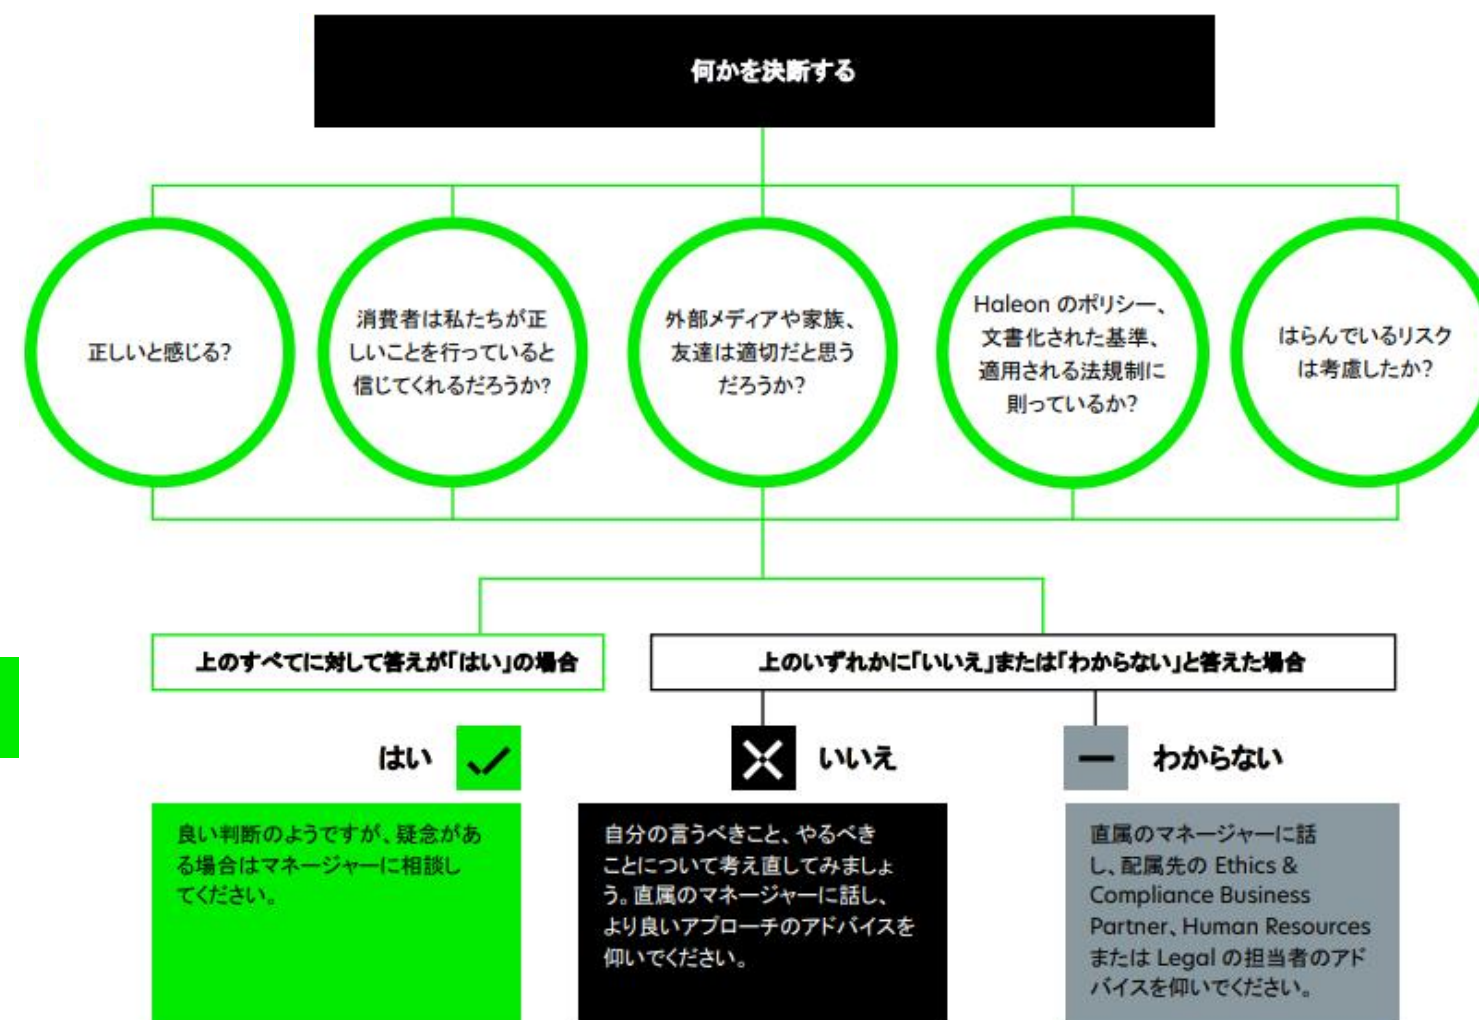 何かを決断する
正しいと感じる?
消費者は私たちが正
しいことを行っていると
信じてくれるだろうか?
外部メディアや家族、
友達は適切だと思う
だろうか?
Haleon のポリシー、
文書化された基準、
適用される法規制に
則っているか?
はらんでいるリスク
は考慮したか?
上のすべてに対して答えが「はい」の場合
上のいずれかに「いいえ」または「わからない」と答えた場合
はい
いいえ
わからない
良い判断のようですが、疑念があ
る場合はマネージャーに相談し
てください。
自分の言うべきこと、やるべき
ことについて考え直してみましょ
う。直属のマネージャーに話し、
より良いアプローチのアドバイスを
仰いでください。
直属のマネージャーに話
し、配属先の Ethics &
Compliance Business
Partner、Human Resources
または Legal の担当者のアド
バイスを仰いでください。